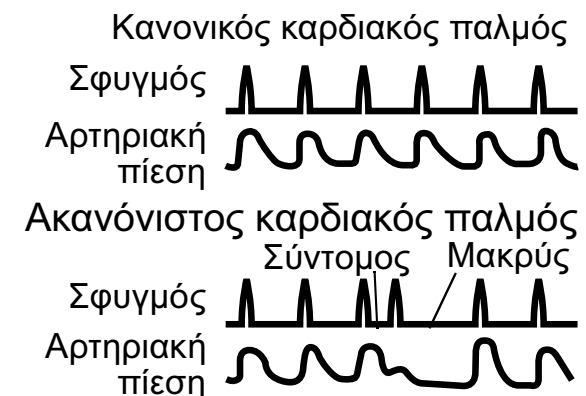 Κανονικός καρδιακός παλμός
Σφυγμός
Αρτηριακή
πίεση
Ακανόνιστος καρδιακός παλμός
Σύντομος Μακρύς
Σφυγμός
Αρτηριακή
πίεση